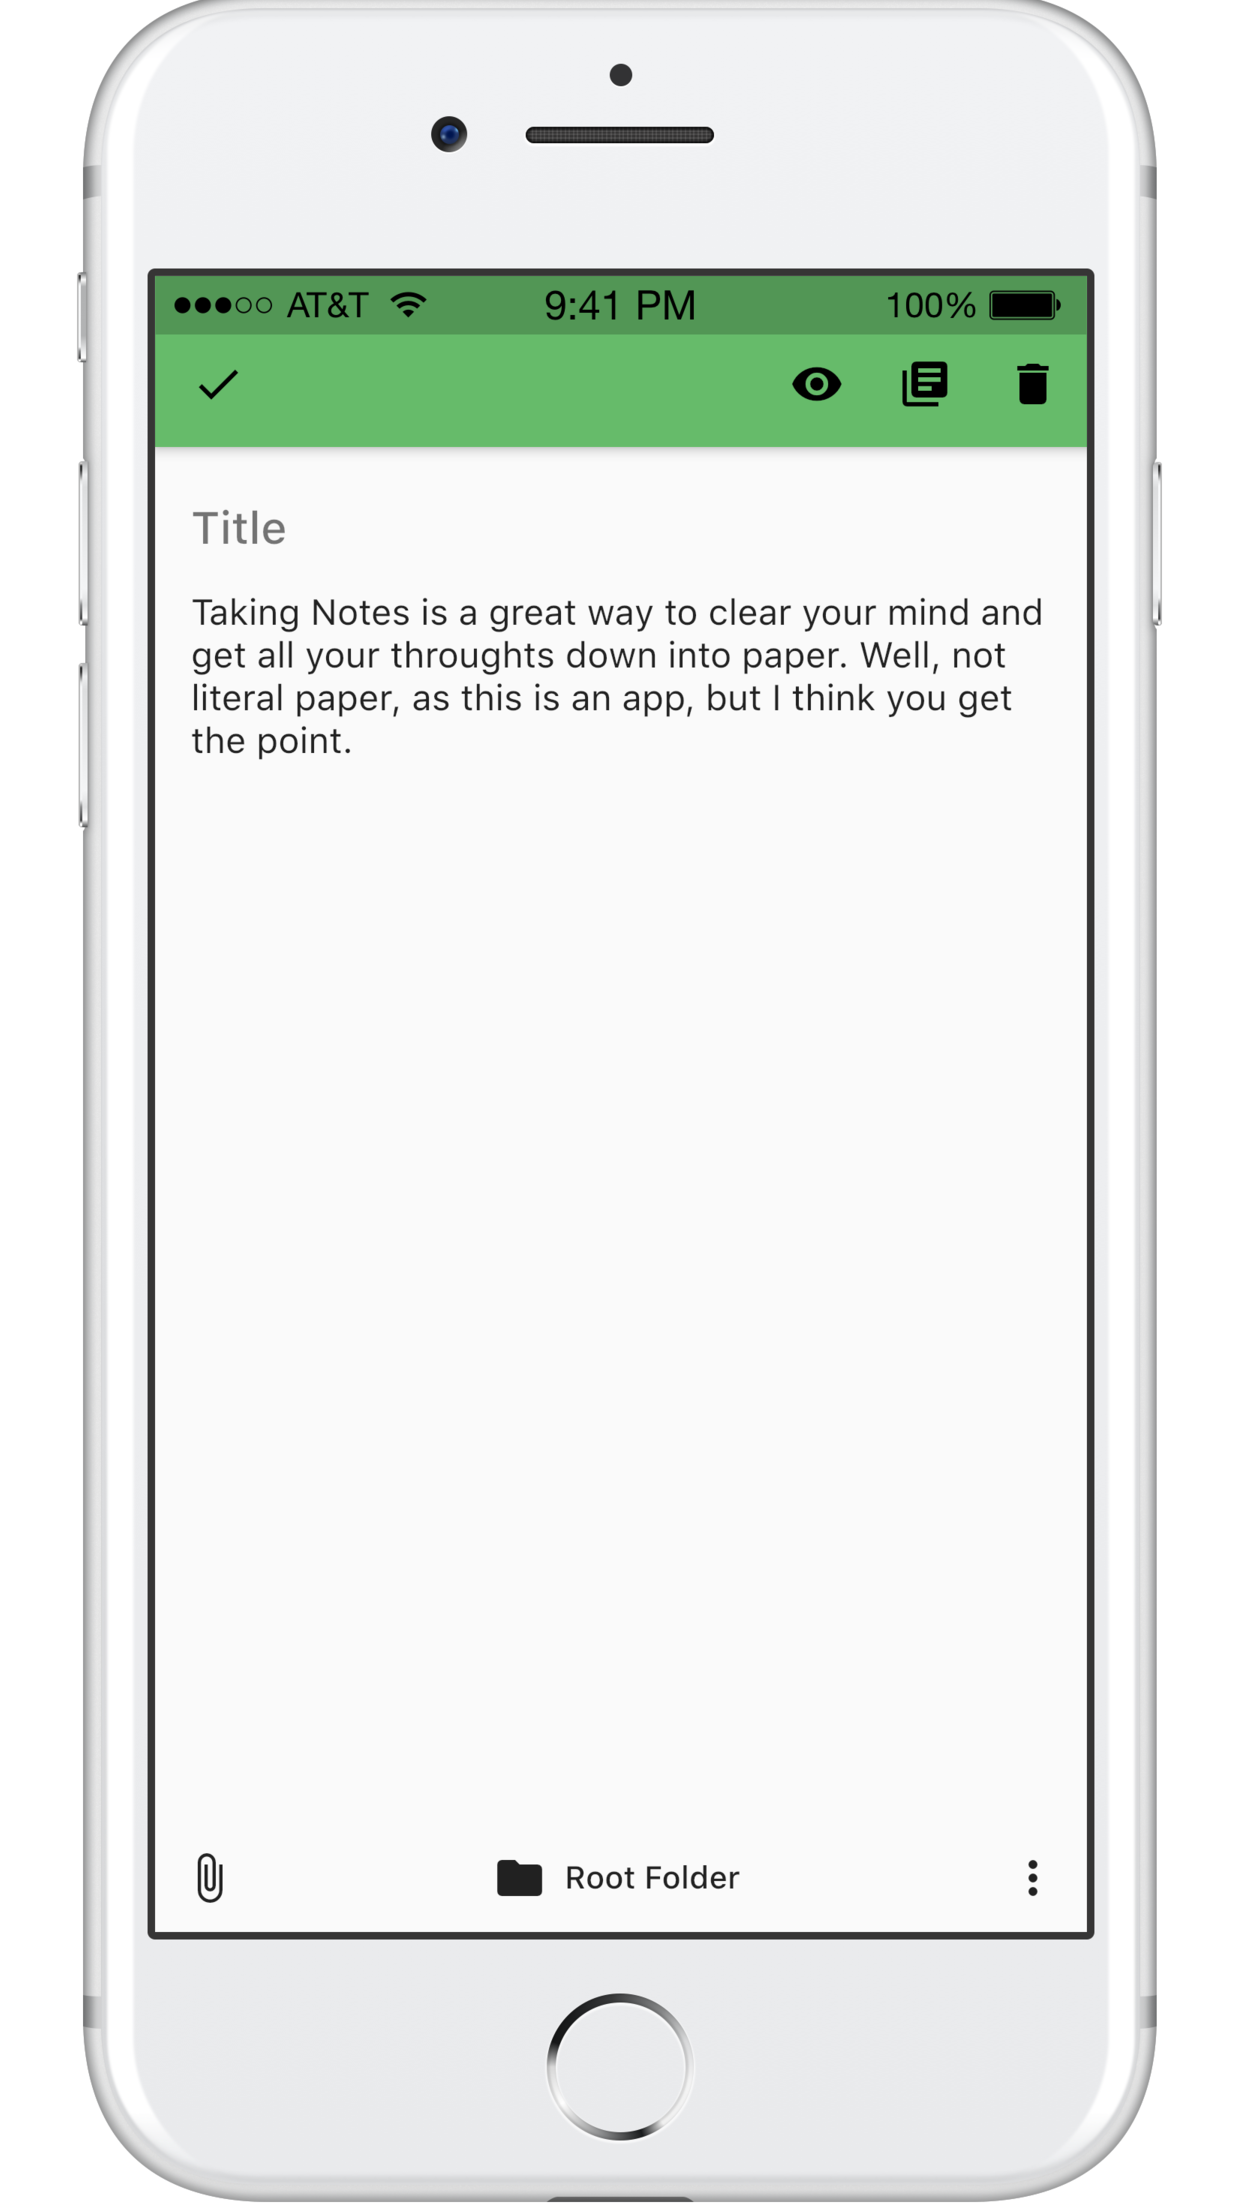 AT&T 9:41 PM 100%
Title
Taking Notes is a great way to clear your mind and
get all your throughts down into paper. Well, not
literal paper, as this is an app, but I think you get
the point.
Root Folder